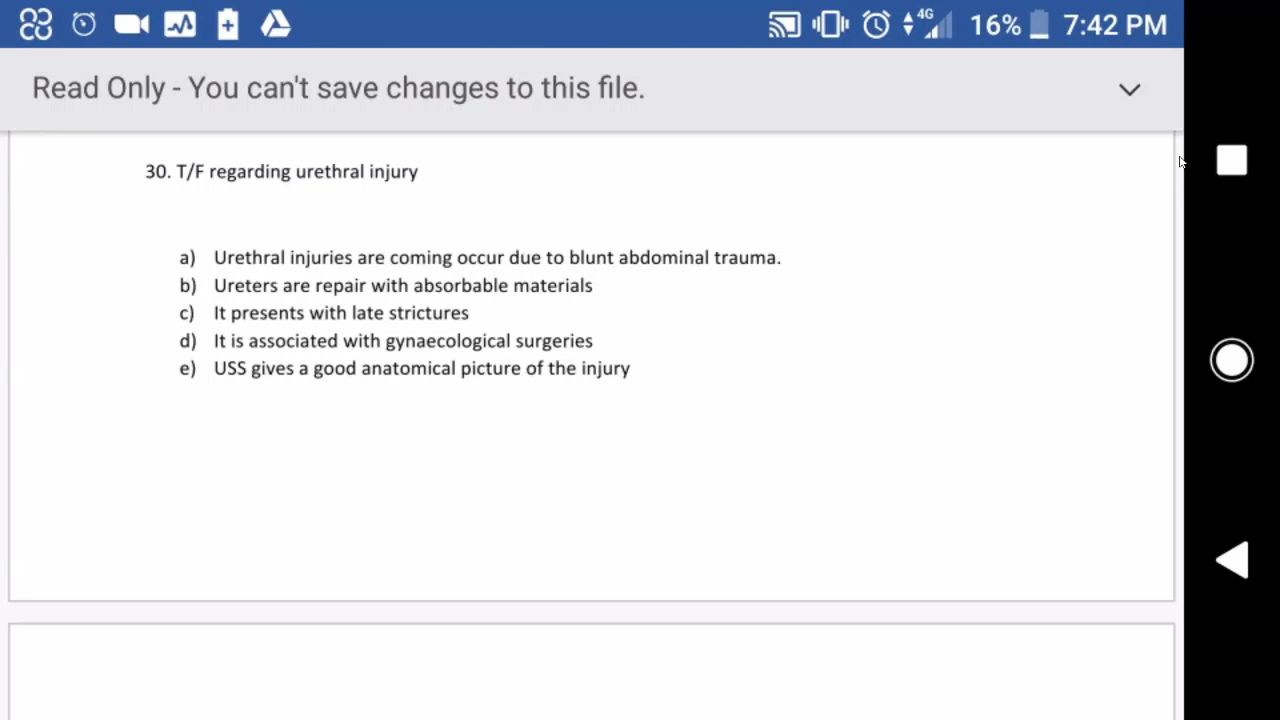 4G 16% 7:42 PM
Read Only - You can't save changes to this file.
30. T/F regarding urethral injury
a) Urethral injuries are coming occur due to blunt abdominal trauma.
b) Ureters are repair with absorbable materials
c) It presents with late strictures
d) It is associated with gynaecological surgeries
e) USS gives a good anatomical picture of the injury